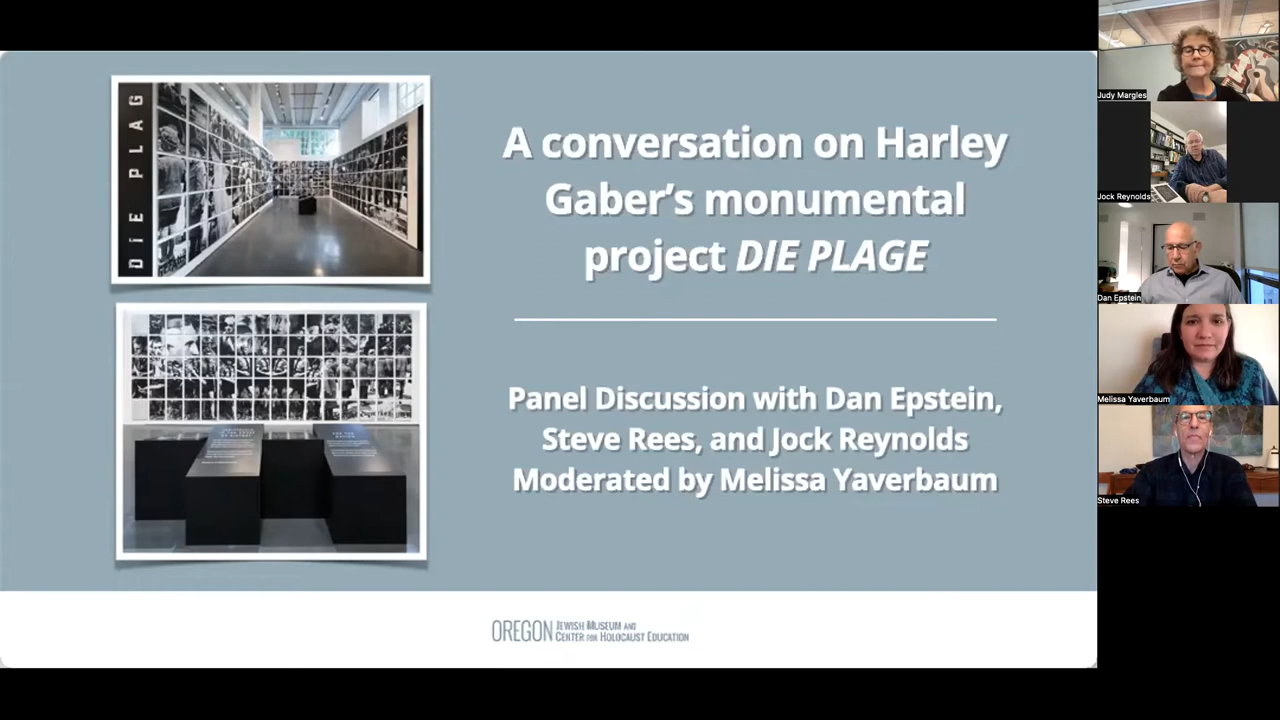 DiE PLAG
A conversation on Harley
Gaber's monumental
project DIE PLAGE
Panel Discussion with Dan Epstein,
Steve Rees, and Jock Reynolds
Moderated by Melissa Yaverbaum
OREGON JEWISH MUSEUM AND
CENTER FOR HOLOCAUST EDUCATION
Judy Margles
Jock Reynolds
Dan Epstein
Melissa Yaverbaum
Steve Rees